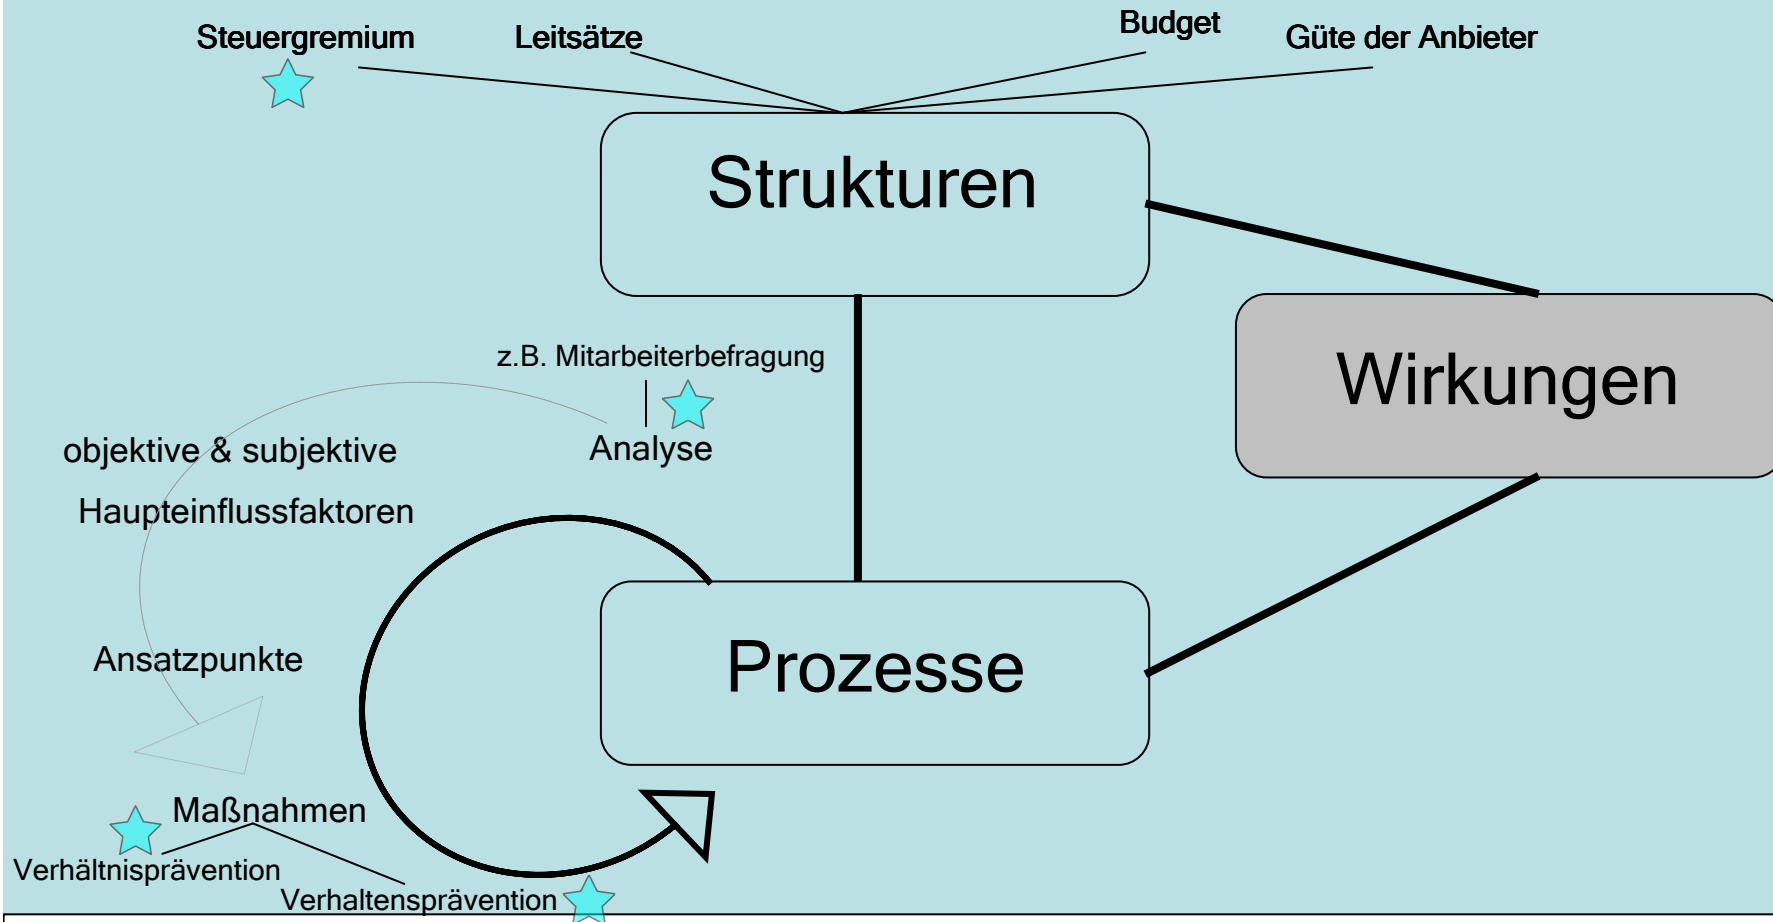 Steuergremium
Leitsätze
Budget
Güte der Anbieter
Strukturen
Wirkungen
z.B. Mitarbeiterbefragung
Analyse
objektive & subjektive
Haupteinflussfaktoren
Prozesse
Ansatzpunkte
Maßnahmen
Verhältnisprävention
Verhaltensprävention